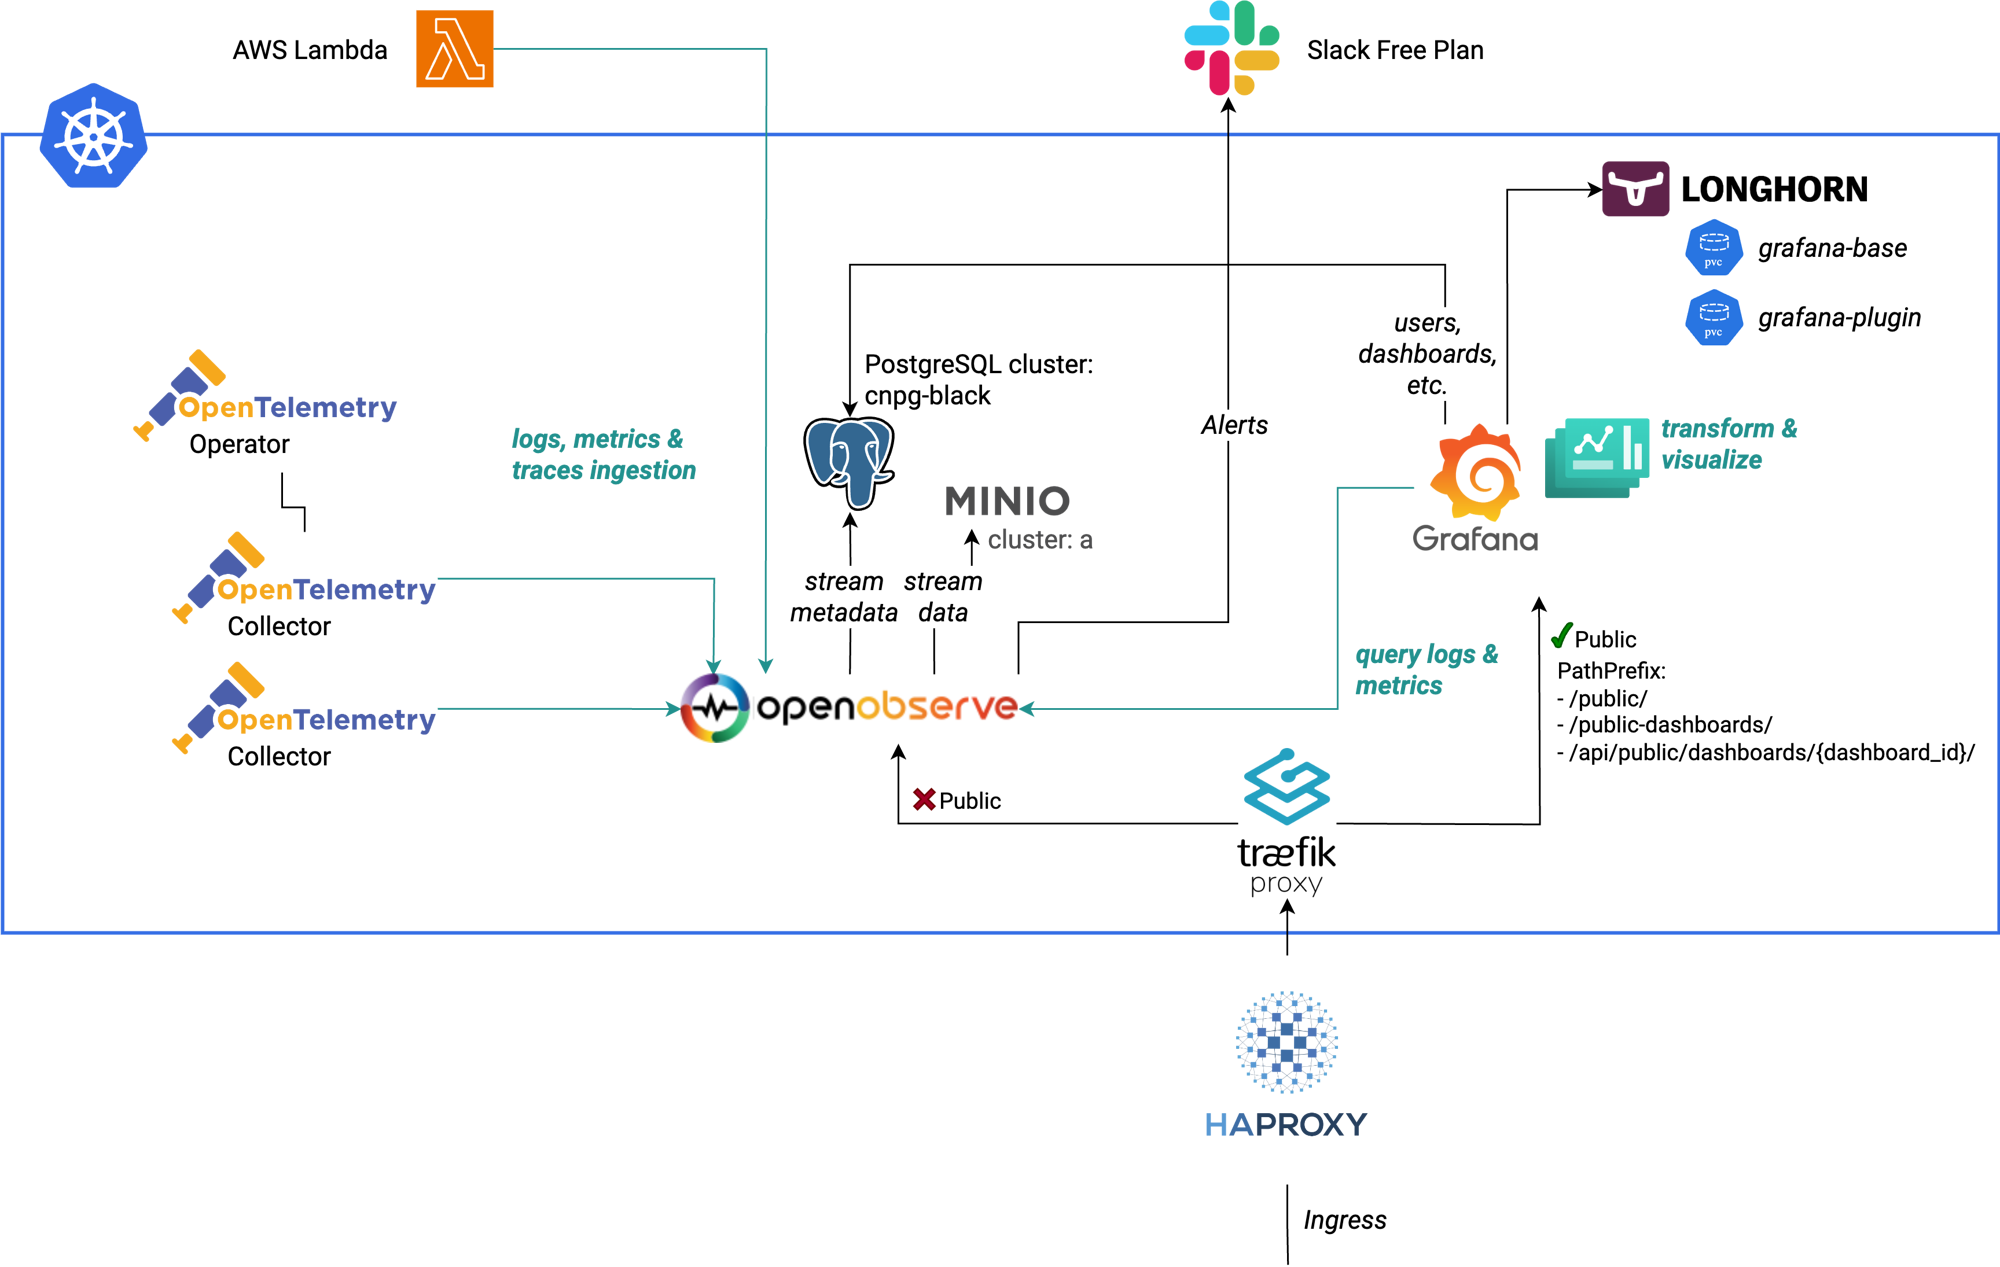 AWS Lambda
Slack Free Plan
LONGHORN
pvc
grafana-base
pvc
grafana-plugin
users,
dashboards,
etc.
PostgreSQL cluster:
cnpg-black
OpenTelemetry
Operator
logs, metrics &
traces ingestion
Alerts
transform &
visualize
MINIO
cluster: a
Grafana
stream
metadata
stream
data
OpenTelemetry
Collector
OpenTelemetry
Collector
openobserve
query logs &
metrics
Public
PathPrefix:
- /public/
- /public-dashboards/
- /api/public/dashboards/{dashboard_id}/
Public
træfik
proxy
HAPROXY
Ingress